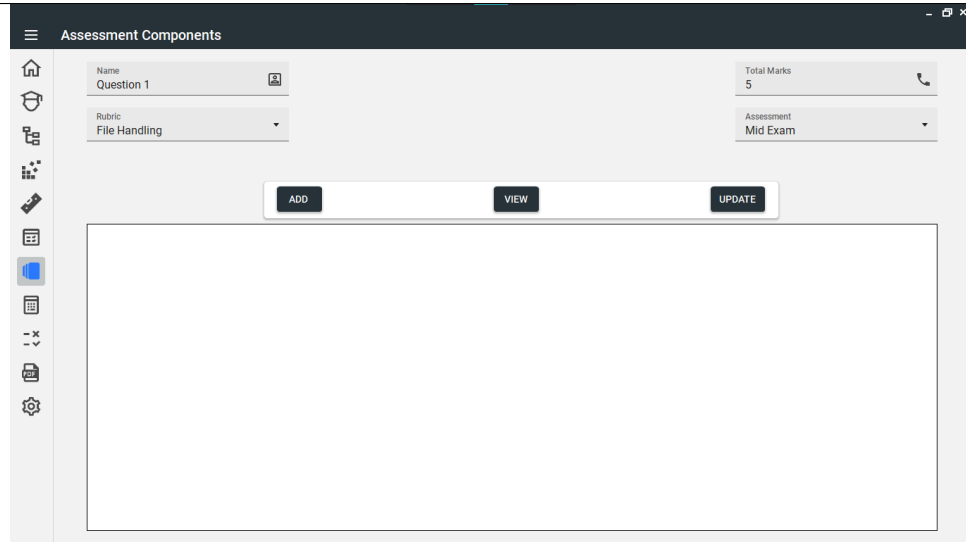 Assessment Components
Name
Question 1
Total Marks
5
Rubric
File Handling
Assessment
Mid Exam
ADD
VIEW
UPDATE
PDF